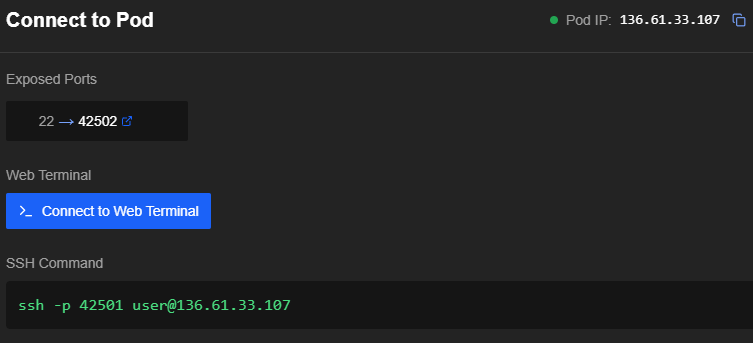 Connect to Pod
Pod IP: 136.61.33.107
Exposed Ports
22 → 42502
Web Terminal
>_ Connect to Web Terminal
SSH Command
ssh -p 42501 user@136.61.33.107